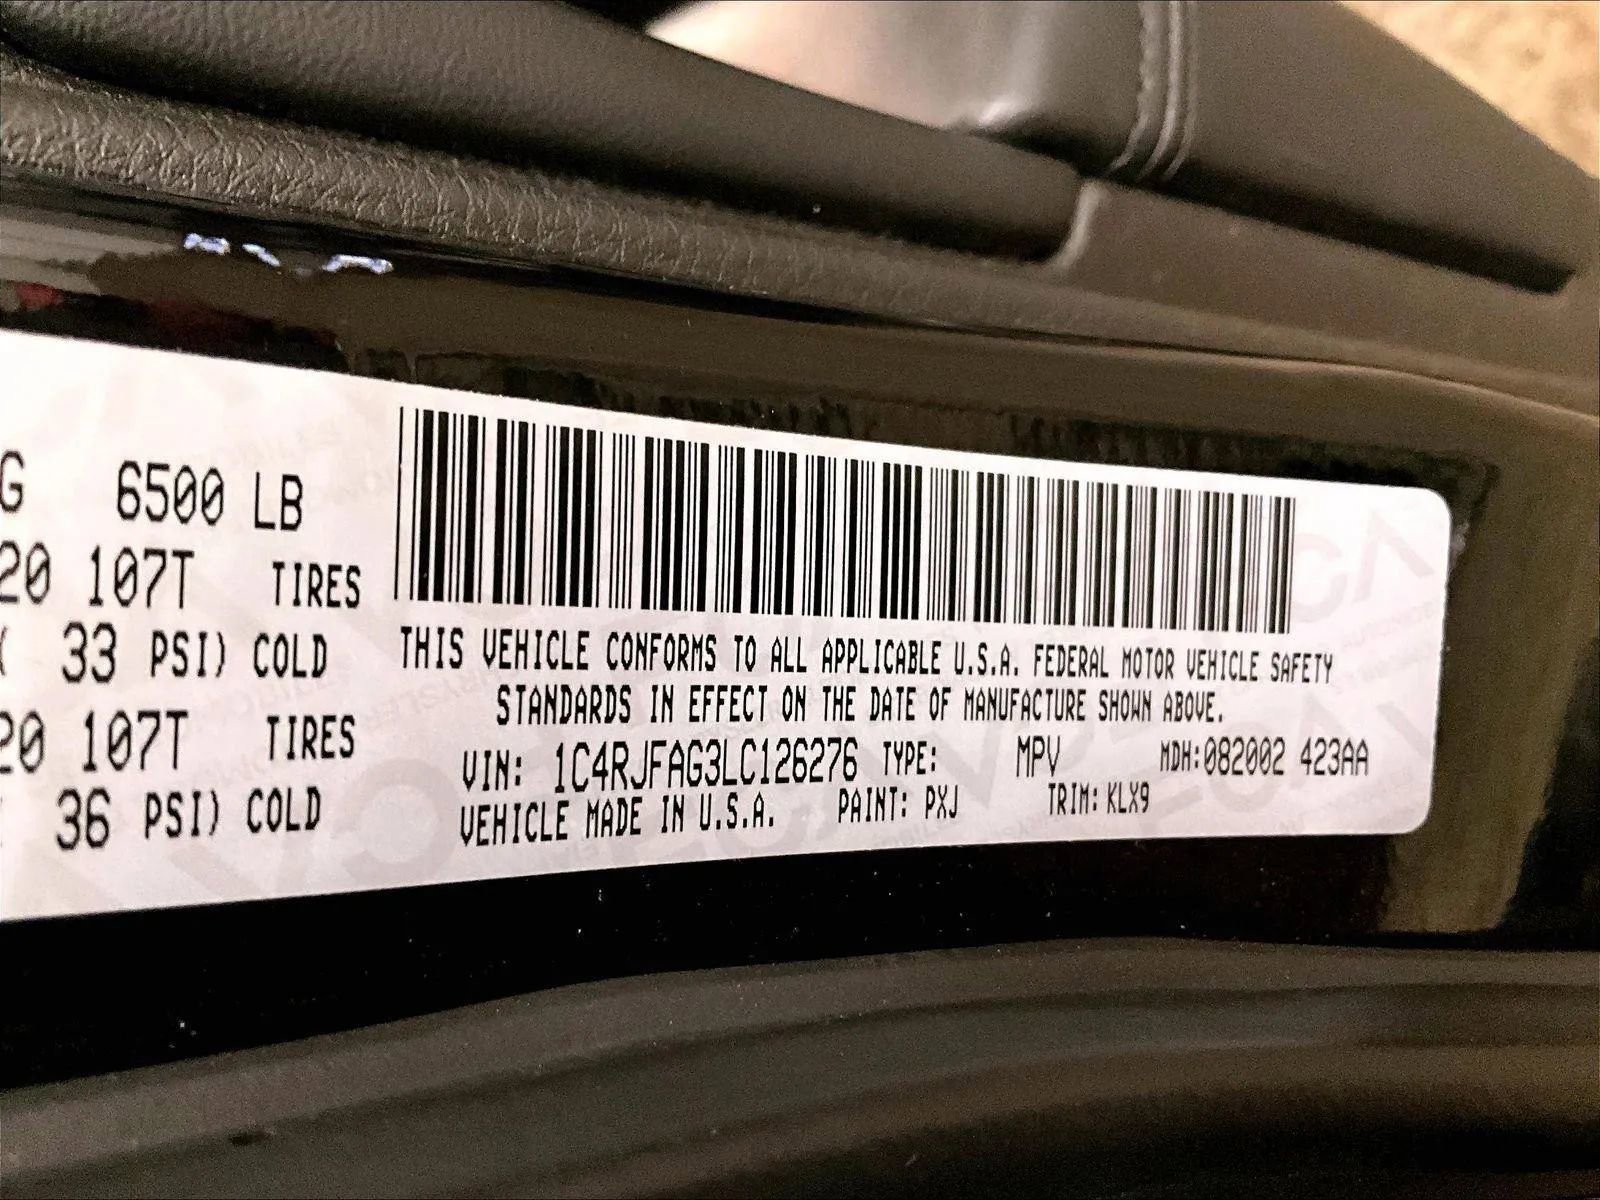 G 6500 LB
20 107T TIRES
( 33 PSI) COLD
20 107T TIRES
36 PSI) COLD
THIS VEHICLE CONFORMS TO ALL APPLICABLE U.S.A. FEDERAL MOTOR VEHICLE SAFETY
STANDARDS IN EFFECT ON THE DATE OF MANUFACTURE SHOWN ABOVE.
VIN: 1C4RJFAG3LC126276 TYPE: MPV MDH:082002 423AA
VEHICLE MADE IN U.S.A. PAINT: PXJ TRIM: KLX9